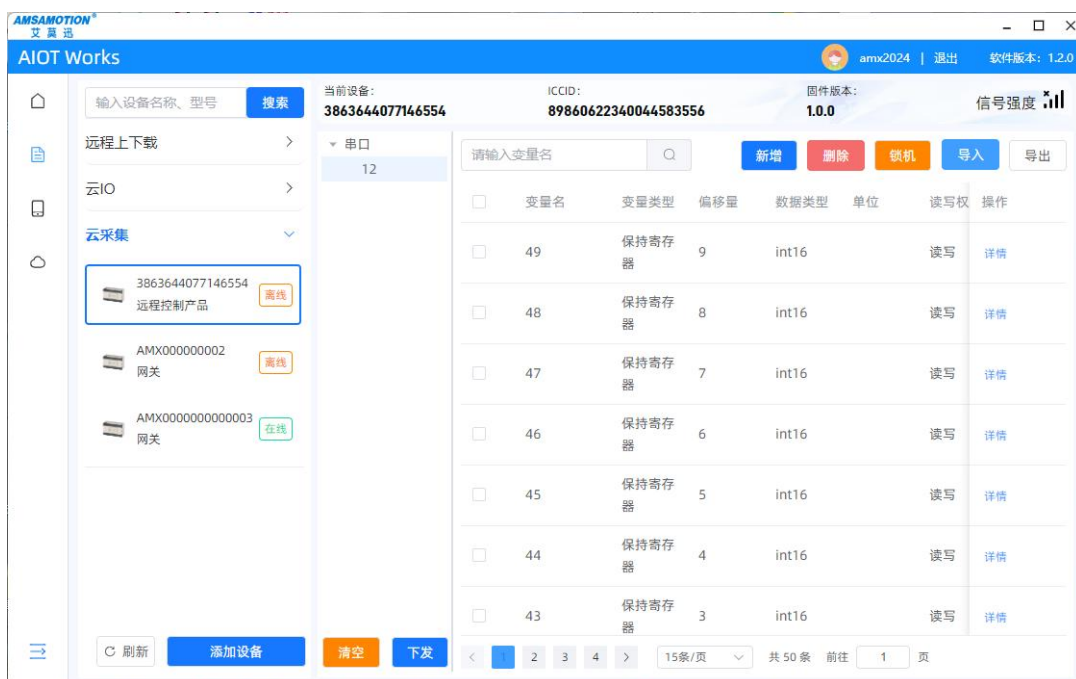 AMSAMOTION®
艾莫迅
AIOT Works
amx2024 | 退出
软件版本：1.2.0
输入设备名称、型号
搜索
远程上下载
云IO
云采集
3863644077146554
远程控制产品
离线
AMX000000002
网关
离线
AMX0000000000003
网关
在线
刷新
添加设备
当前设备：
3863644077146554
ICCID：
89860622340044583556
固件版本：
1.0.0
信号强度
串口
12
清空
下发
请输入变量名
新增
删除
锁机
导入
导出
变量名 变量类型 偏移量 数据类型 单位 读写权 操作
49 保持寄存器 9 int16 读写 详情
48 保持寄存器 8 int16 读写 详情
47 保持寄存器 7 int16 读写 详情
46 保持寄存器 6 int16 读写 详情
45 保持寄存器 5 int16 读写 详情
44 保持寄存器 4 int16 读写 详情
43 保持寄存器 3 int16 读写 详情
< 1 2 3 4 > 15条/页 共 50 条 前往 1 页